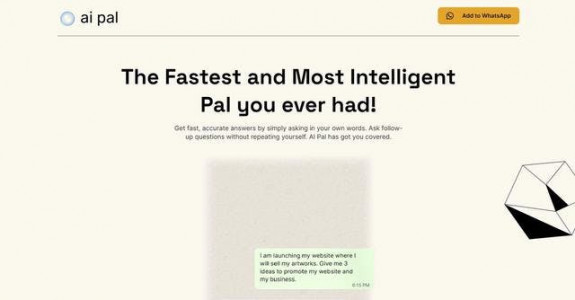 ai pal
Add to WhatsApp
The Fastest and Most Intelligent
Pal you ever had!
Get fast, accurate answers by simply asking in your own words. Ask follow-
up questions without repeating yourself. AI Pal has got you covered.
I am launching my website where I
will sell my artworks. Give me 3
ideas to promote my website and
my business.
9:15 PM